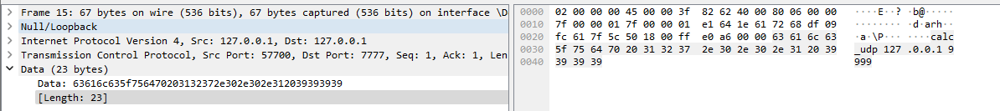 Frame 15: 67 bytes on wire (536 bits), 67 bytes captured (536 bits) on interface \D
Null/Loopback
Internet Protocol Version 4, Src: 127.0.0.1, Dst: 127.0.0.1
Transmission Control Protocol, Src Port: 57700, Dst Port: 7777, Seq: 1, Ack: 1, Len
Data (23 bytes)
Data: 63616c635f756470203132372e302e302e312039393939
[Length: 23]
0000 02 00 00 00 45 00 00 3f 82 62 40 00 80 06 00 00 ····E··? ·b@·····
0010 7f 00 00 01 7f 00 00 01 e1 64 1e 61 72 68 df 09 ········ ·d·arh··
0020 fc 61 7f 5c 50 18 00 ff e0 a6 00 00 63 61 6c 63 ·a·\P··· ····calc
0030 5f 75 64 70 20 31 32 37 2e 30 2e 30 2e 31 20 39 _udp 127 .0.0.1 9
0040 39 39 39 999